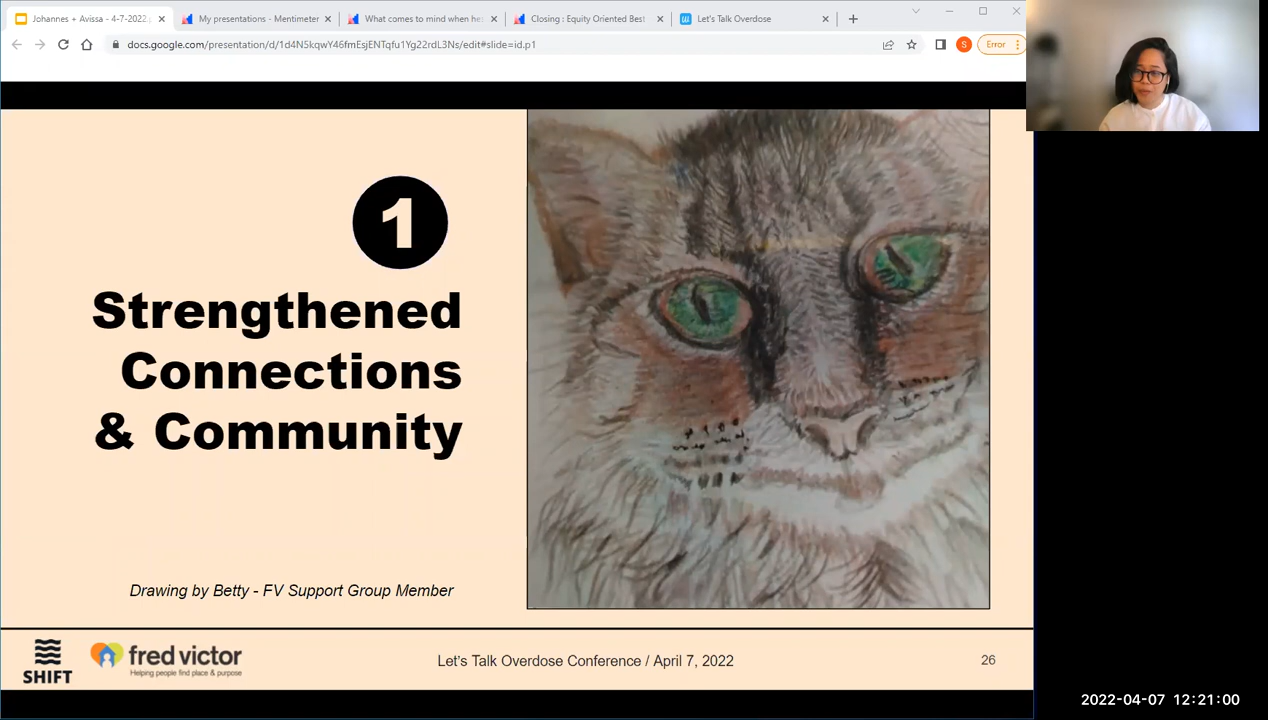 Johannes + Avissa - 4-7-2022.
My presentations - Mentimeter
What comes to mind when he
Closing : Equity Oriented Best
Let's Talk Overdose
docs.google.com/presentation/d/1d4N5kqwY46fmEsjENTqfu1Yg22rdL3Ns/edit#slide=id.p1
S
Error
1
Strengthened
Connections
& Community
Drawing by Betty - FV Support Group Member
SHIFT
fred victor
Helping people find place & purpose
Let's Talk Overdose Conference / April 7, 2022
26
2022-04-07 12:21:00